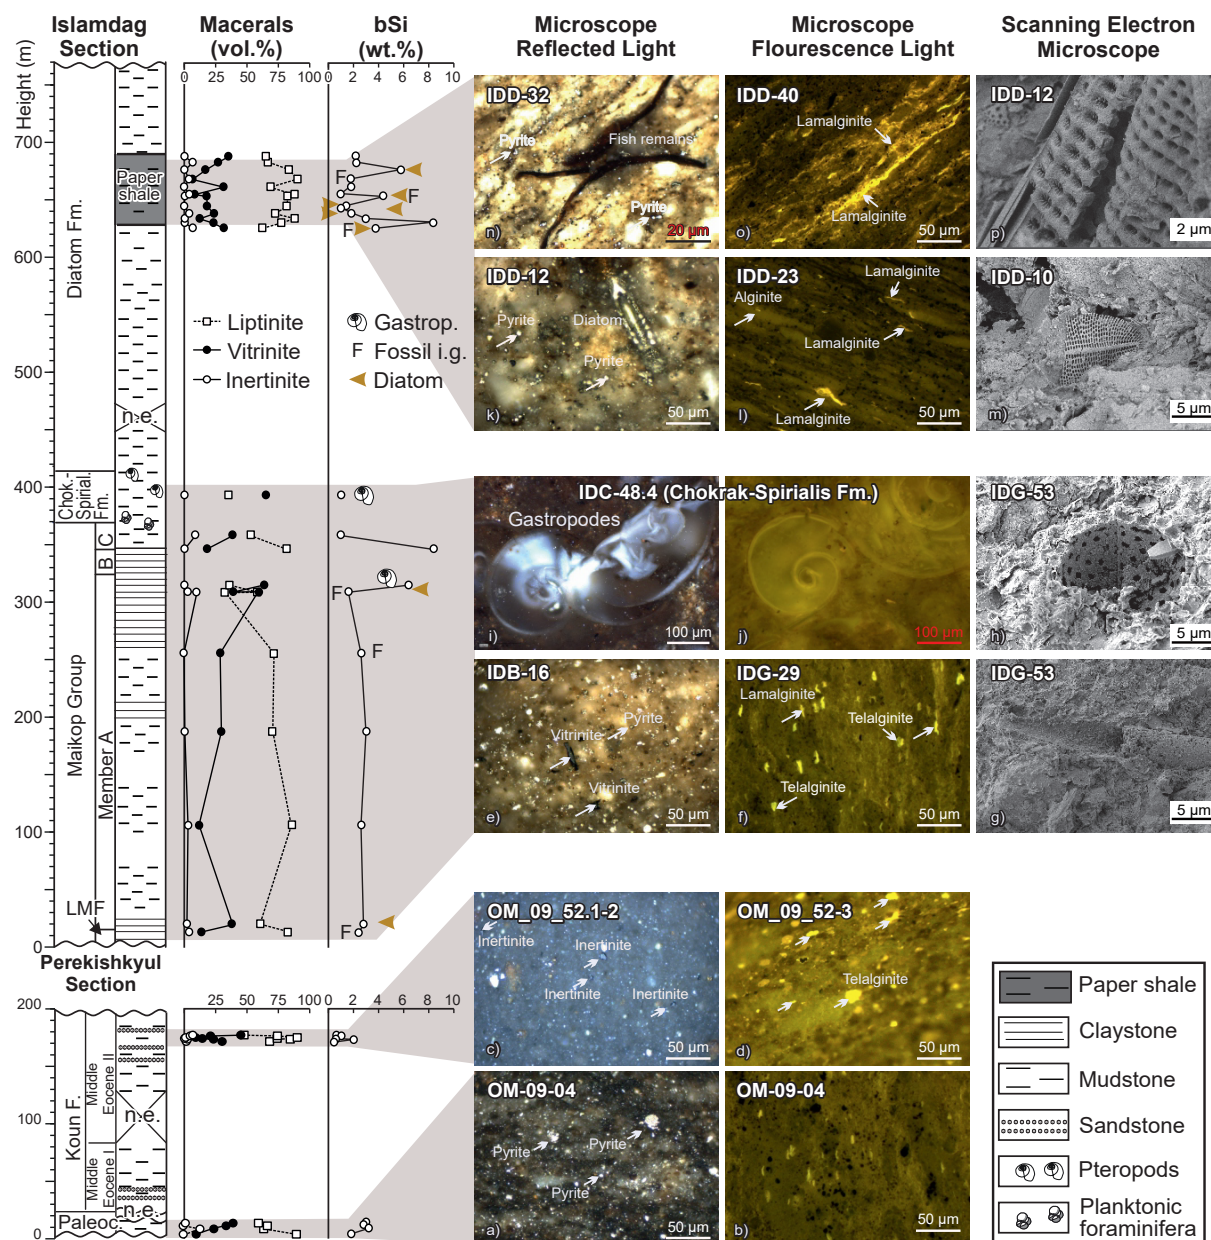 Islamdag
Section
Macerals
(vol.%)
bSi
(wt.%)
Microscope
Reflected Light
Microscope
Flourescence Light
Scanning Electron
Microscope
Height (m)
0 25 50 75 100
0 2 4 6 8 10
700
600
500
400
300
200
100
0
Diatom Fm.
Paper
shale
n.e.
Chok.-
Spirial.
Fm.
C
B
Maikop Group
Member A
LMF
F
F
F
F
F
F
Liptinite
Vitrinite
Inertinite
Gastrop.
F Fossil i.g.
Diatom
IDD-32
Pyrite
Fish remains
Pyrite
20 µm
n)
IDD-40
Lamalginite
Lamalginite
50 µm
o)
IDD-12
2 µm
p)
IDD-12
Pyrite
Diatom
Pyrite
50 µm
k)
IDD-23
Lamalginite
Alginite
Lamalginite
Lamalginite
50 µm
l)
IDD-10
5 µm
m)
IDC-48.4 (Chokrak-Spirialis Fm.)
Gastropodes
100 µm
i)
100 µm
j)
IDG-53
5 µm
h)
IDB-16
Pyrite
Vitrinite
Vitrinite
50 µm
e)
IDG-29
Lamalginite
Telalginite
Telalginite
50 µm
f)
IDG-53
5 µm
g)
OM_09_52.1-2
Inertinite
Inertinite
Inertinite
Inertinite
50 µm
c)
OM_09_52-3
Telalginite
50 µm
d)
OM-09-04
Pyrite
Pyrite
Pyrite
50 µm
a)
OM-09-04
50 µm
b)
Perekishkyul
Section
200
100
0
0 25 50 75 100
0 2 4 6 8 10
Koun F.
Middle
Eocene II
Middle
Eocene I
n.e.
n.e.
Paleoc.
Paper shale
Claystone
Mudstone
Sandstone
Pteropods
Planktonic
foraminifera